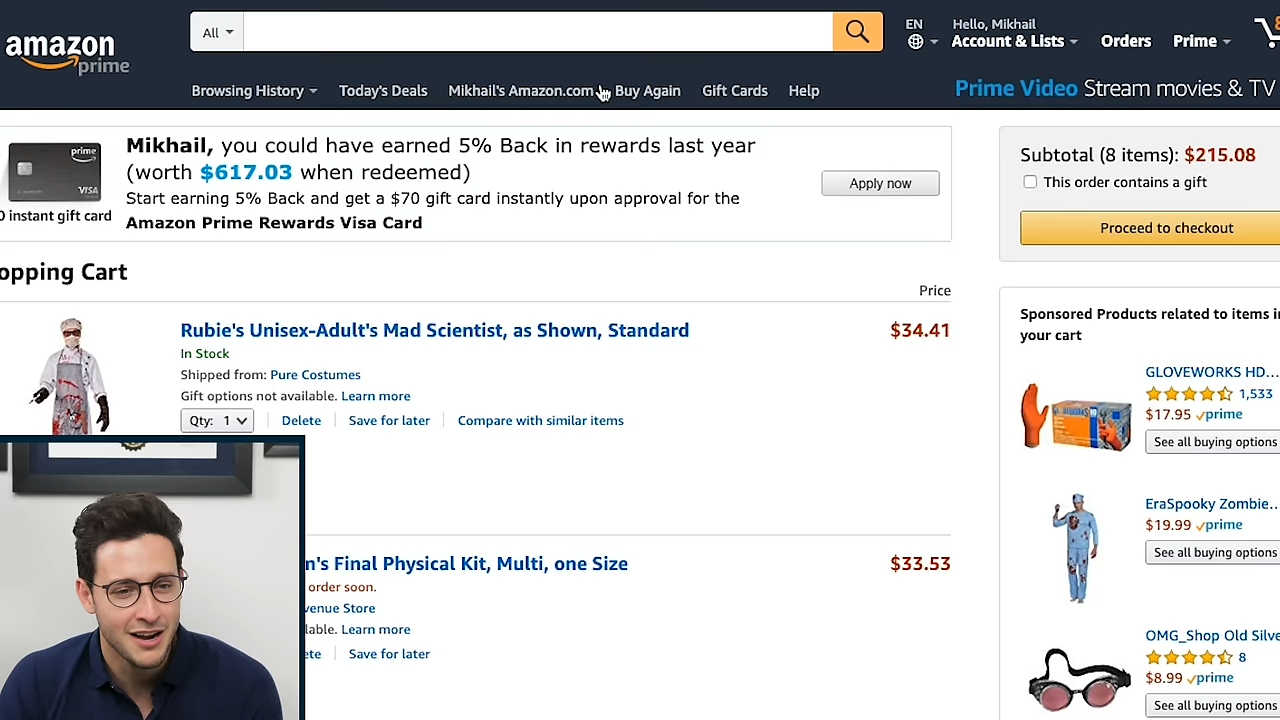 amazon
prime
All
EN
Hello, Mikhail
Account & Lists
Orders
Prime
Browsing History
Today's Deals
Mikhail's Amazon.com
Buy Again
Gift Cards
Help
Prime Video Stream movies & TV
prime
VISA
0 instant gift card
Mikhail, you could have earned 5% Back in rewards last year
(worth $617.03 when redeemed)
Start earning 5% Back and get a $70 gift card instantly upon approval for the
Amazon Prime Rewards Visa Card
Apply now
Subtotal (8 items): $215.08
This order contains a gift
Proceed to checkout
opping Cart
Price
Rubie's Unisex-Adult's Mad Scientist, as Shown, Standard
$34.41
In Stock
Shipped from: Pure Costumes
Gift options not available. Learn more
Qty: 1
Delete
Save for later
Compare with similar items
n's Final Physical Kit, Multi, one Size
$33.53
order soon.
venue Store
lable. Learn more
ete
Save for later
Sponsored Products related to items in
your cart
GLOVEWORKS HD...
1,533
$17.95 prime
See all buying options
EraSpooky Zombie...
$19.99 prime
See all buying options
OMG_Shop Old Silve
8
$8.99 prime
See all buying options